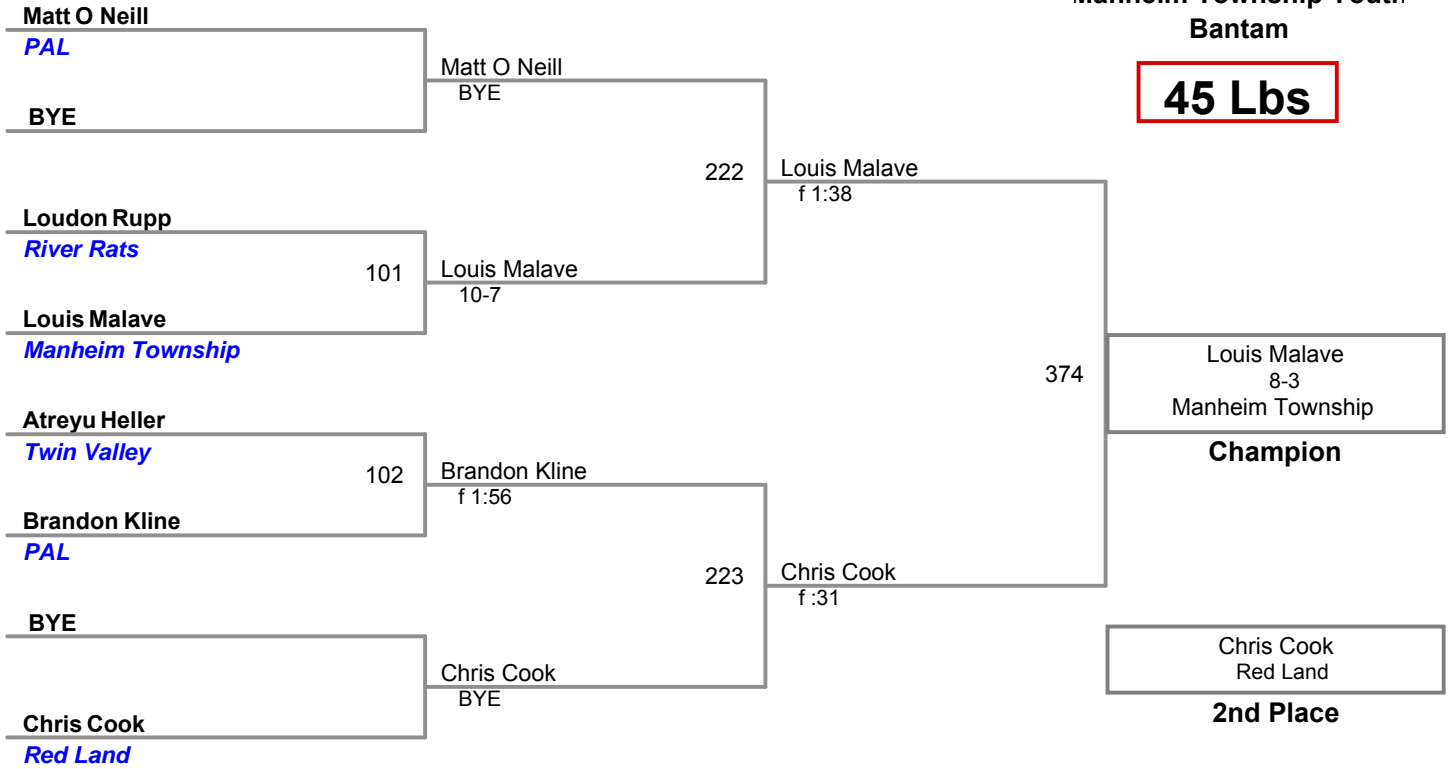 Manheim Township Youth
Bantam
45 Lbs
Matt O Neill
PAL
BYE
Matt O Neill
BYE
Loudon Rupp
River Rats
101
Louis Malave
Manheim Township
Louis Malave
10-7
222
Louis Malave
f 1:38
Atreyu Heller
Twin Valley
102
Brandon Kline
PAL
Brandon Kline
f 1:56
BYE
Chris Cook
Red Land
Chris Cook
BYE
223
Chris Cook
f :31
374
Louis Malave
8-3
Manheim Township
Champion
Chris Cook
Red Land
2nd Place